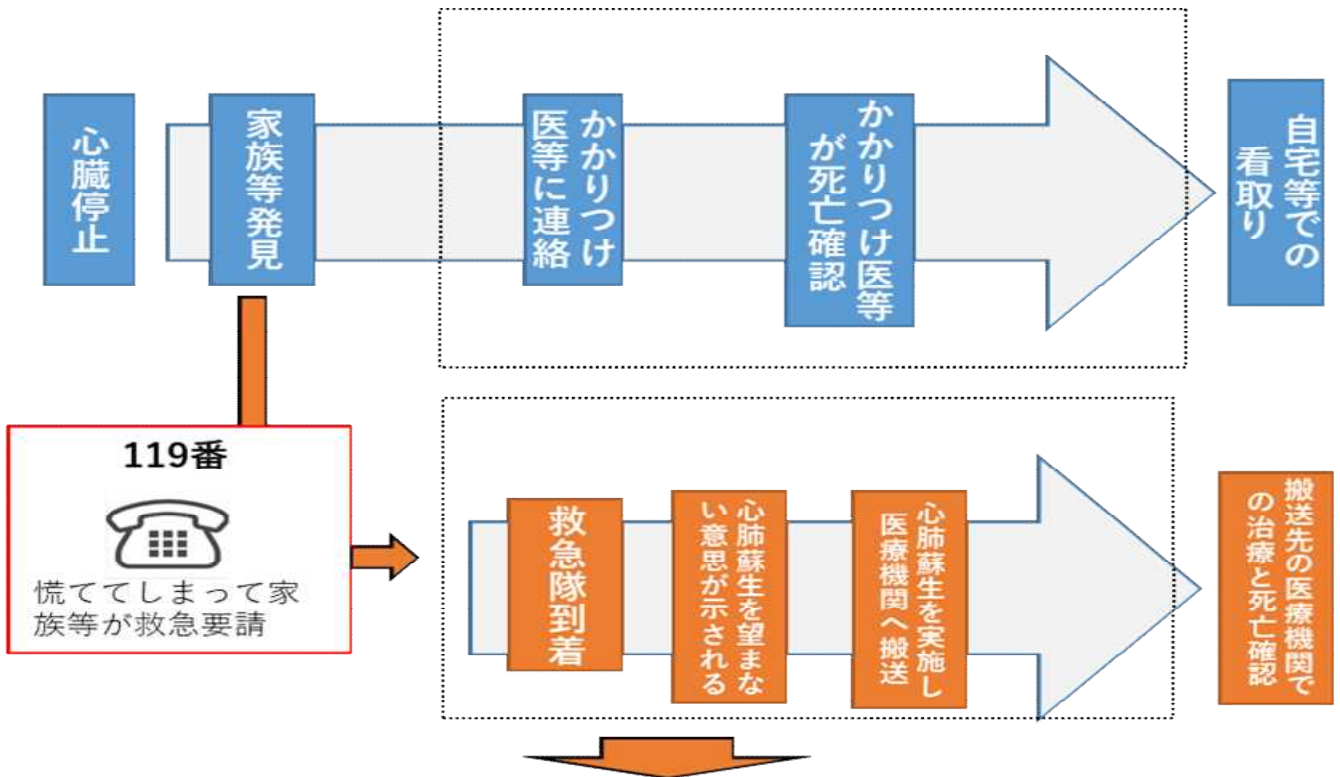 心臓停止
家族等発見
かかりつけ
医等に連絡
かかりつけ医等
が死亡確認
自宅等での
看取り
119番
慌ててしまって家
族等が救急要請
救急隊到着
心肺蘇生を望まな
い意思が示される
心肺蘇生を実施し
医療機関へ搬送
搬送先の医療機関で
の治療と死亡確認